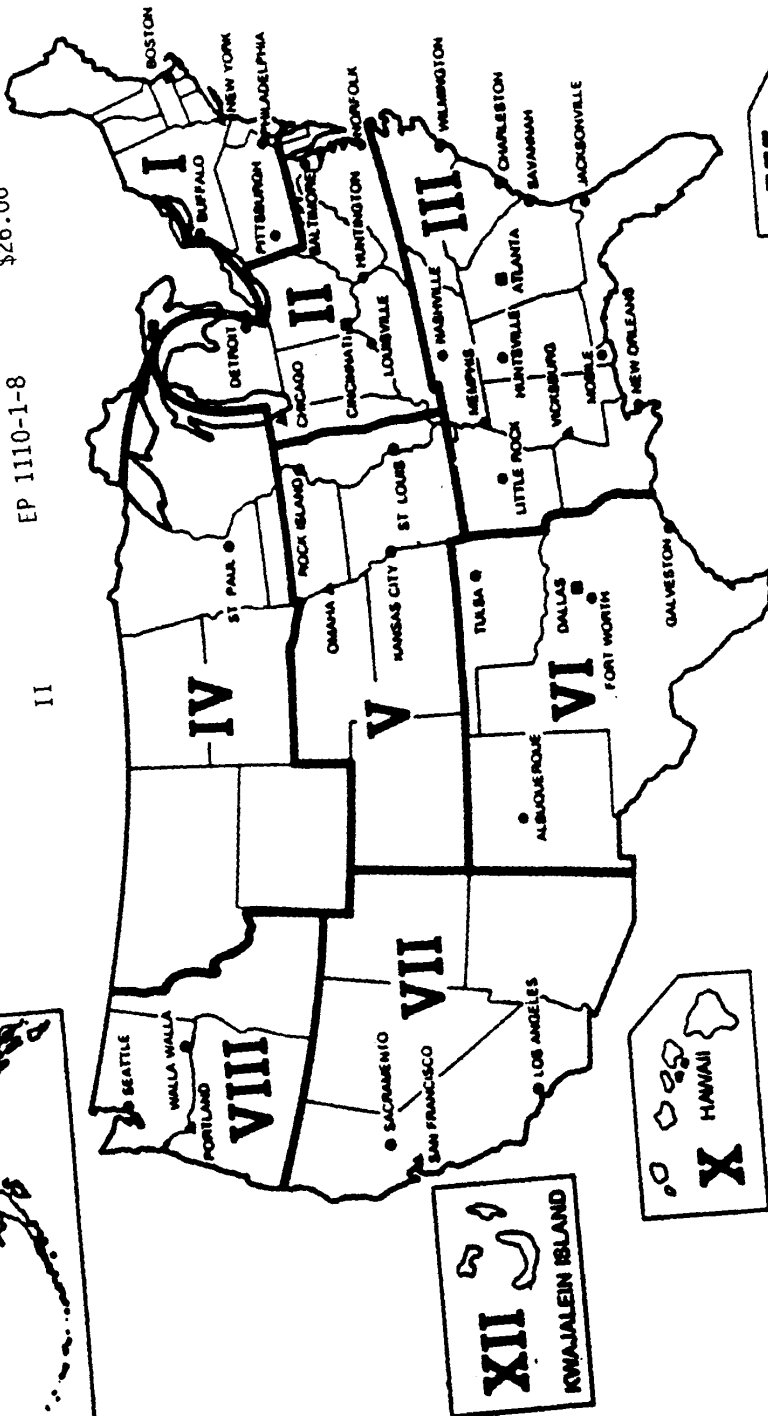 $26.00
EP 1110-1-8
II
BOSTON
NEW YORK
PHILADELPHIA
I
BUFFALO
PITTSBURGH
BALTIMORE
NORFOLK
DETROIT
II
HUNTINGTON
CHICAGO
CINCINNATI
LOUISVILLE
III
WILMINGTON
CHARLESTON
SAVANNAH
JACKSONVILLE
NASHVILLE
ATLANTA
MEMPHIS
HUNTSVILLE
VICKSBURG
MOBILE
NEW ORLEANS
LITTLE ROCK
IV
ST PAUL
ROCK ISLAND
ST LOUIS
OMAHA
KANSAS CITY
V
TULSA
DALLAS
FORT WORTH
VI
GALVESTON
ALBUQUERQUE
SEATTLE
WALLA WALLA
PORTLAND
VIII
VII
SACRAMENTO
SAN FRANCISCO
LOS ANGELES
X
HAWAII
XII
KWAJALEIN ISLAND